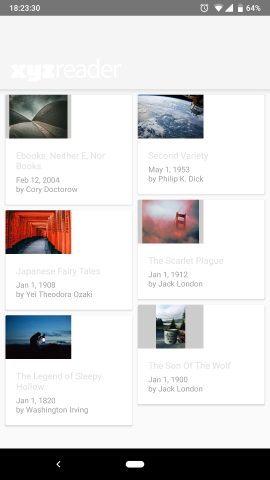 18:23:30
64%
xyzreader
Ebooks, Neither E, Nor
Books
Feb 12, 2004
by Cory Doctorow
Second Variety
May 1, 1953
by Philip K. Dick
Japanese Fairy Tales
Jan 1, 1908
by Yei Theodora Ozaki
The Scarlet Plague
Jan 1, 1912
by Jack London
The Legend of Sleepy
Hollow
Jan 1, 1820
by Washington Irving
The Son Of The Wolf
Jan 1, 1900
by Jack London